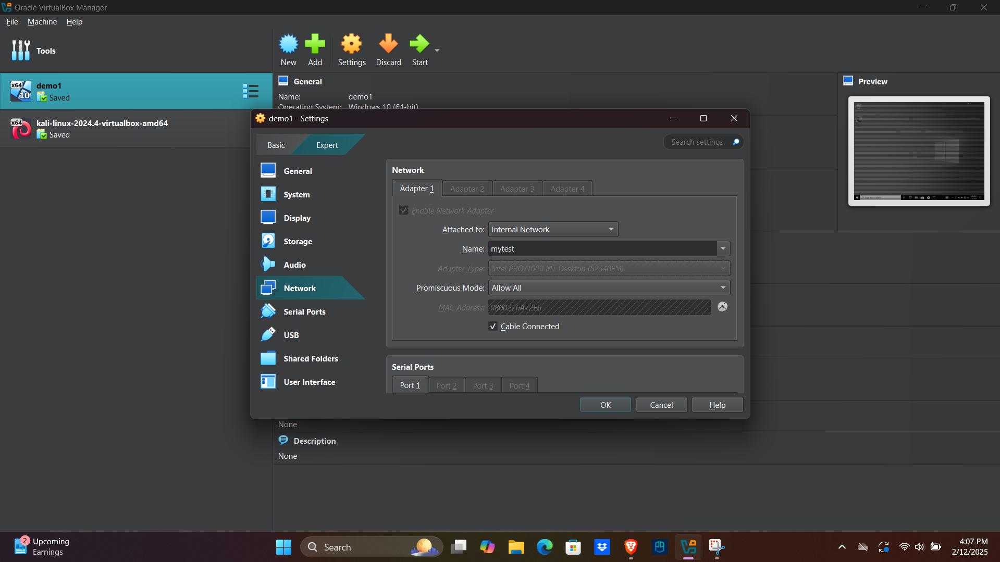 Oracle VirtualBox Manager
File Machine Help
Tools
New Add Settings Discard Start
demo1
Saved
kali-linux-2024.4-virtualbox-amd64
Saved
General
Name: demo1
Operating System: Windows 10 (64-bit)
Preview
demo1 - Settings
Basic Expert
Search settings
General
System
Display
Storage
Audio
Network
Serial Ports
USB
Shared Folders
User Interface
Network
Adapter 1 Adapter 2 Adapter 3 Adapter 4
Enable Network Adapter
Attached to: Internal Network
Name: mytest
Adapter Type: Intel PRO/1000 MT Desktop (82540EM)
Promiscuous Mode: Allow All
MAC Address: 0800276A72E6
Cable Connected
Serial Ports
Port 1 Port 2 Port 3 Port 4
OK Cancel Help
None
Description
None
2
Upcoming
Earnings
Search
4:07 PM
2/12/2025